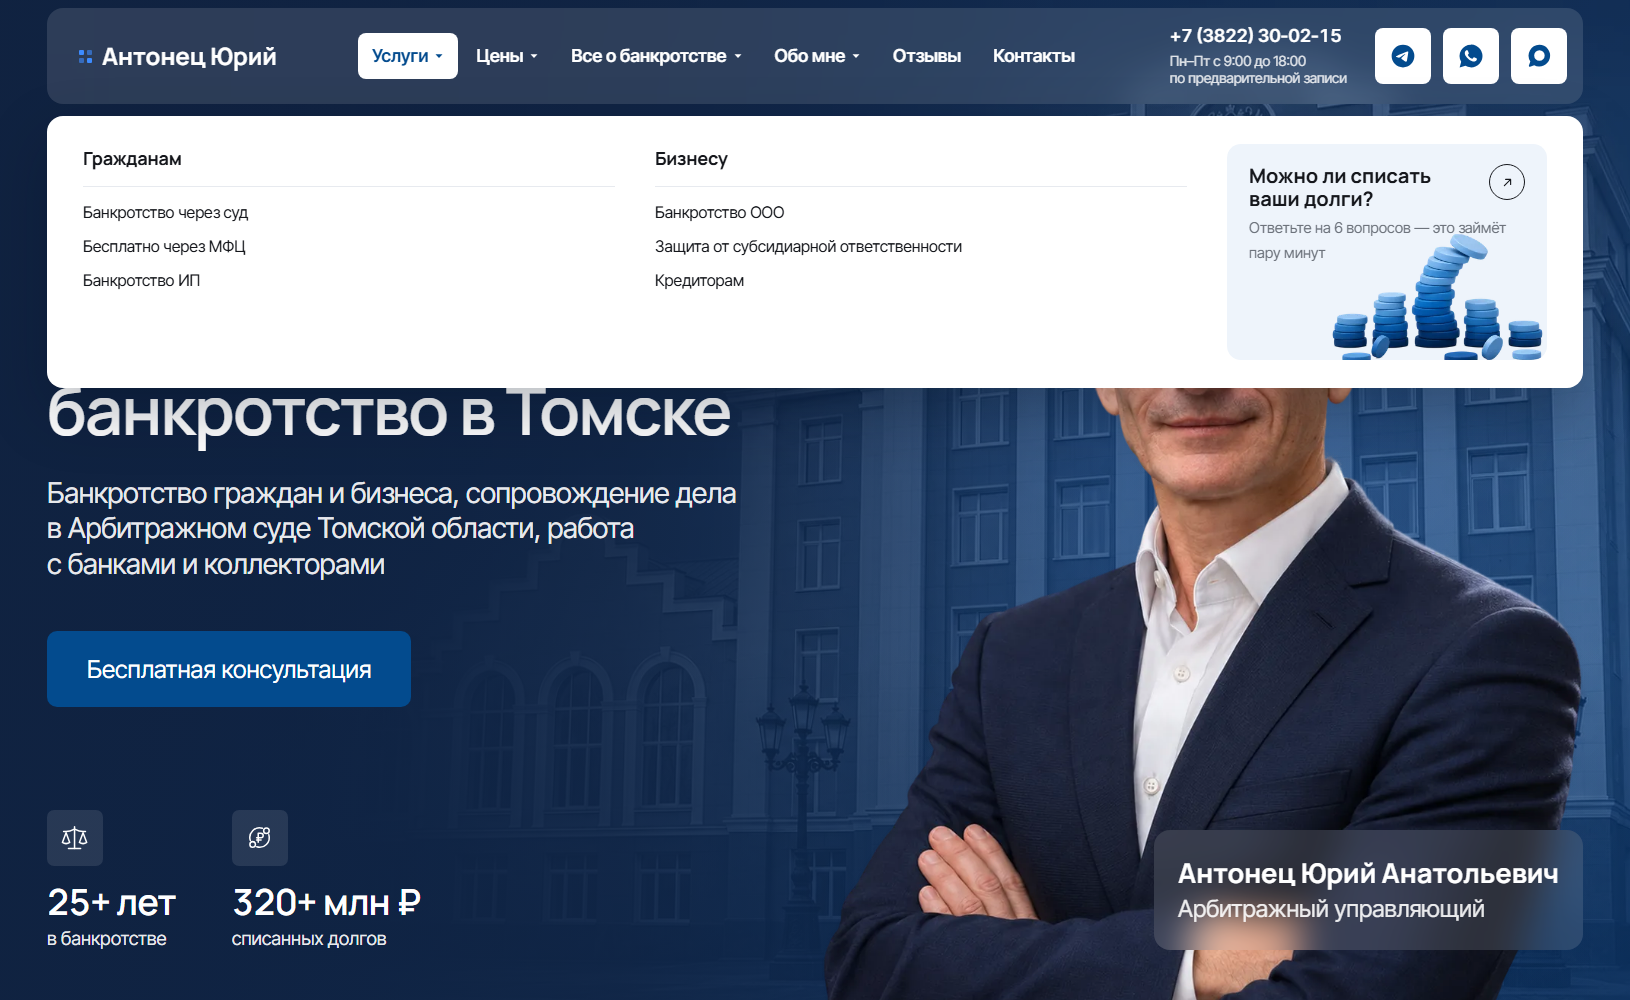 Антонец Юрий
Услуги
Цены
Все о банкротстве
Обо мне
Отзывы
Контакты
+7 (3822) 30-02-15
Пн–Пт с 9:00 до 18:00
по предварительной записи
Гражданам
Банкротство через суд
Бесплатно через МФЦ
Банкротство ИП
Бизнесу
Банкротство ООО
Защита от субсидиарной ответственности
Кредиторам
Можно ли списать
ваши долги?
Ответьте на 6 вопросов — это займёт
пару минут
банкротство в Томске
Банкротство граждан и бизнеса, сопровождение дела
в Арбитражном суде Томской области, работа
с банками и коллекторами
Бесплатная консультация
25+ лет
в банкротстве
320+ млн ₽
списанных долгов
Антонец Юрий Анатольевич
Арбитражный управляющий